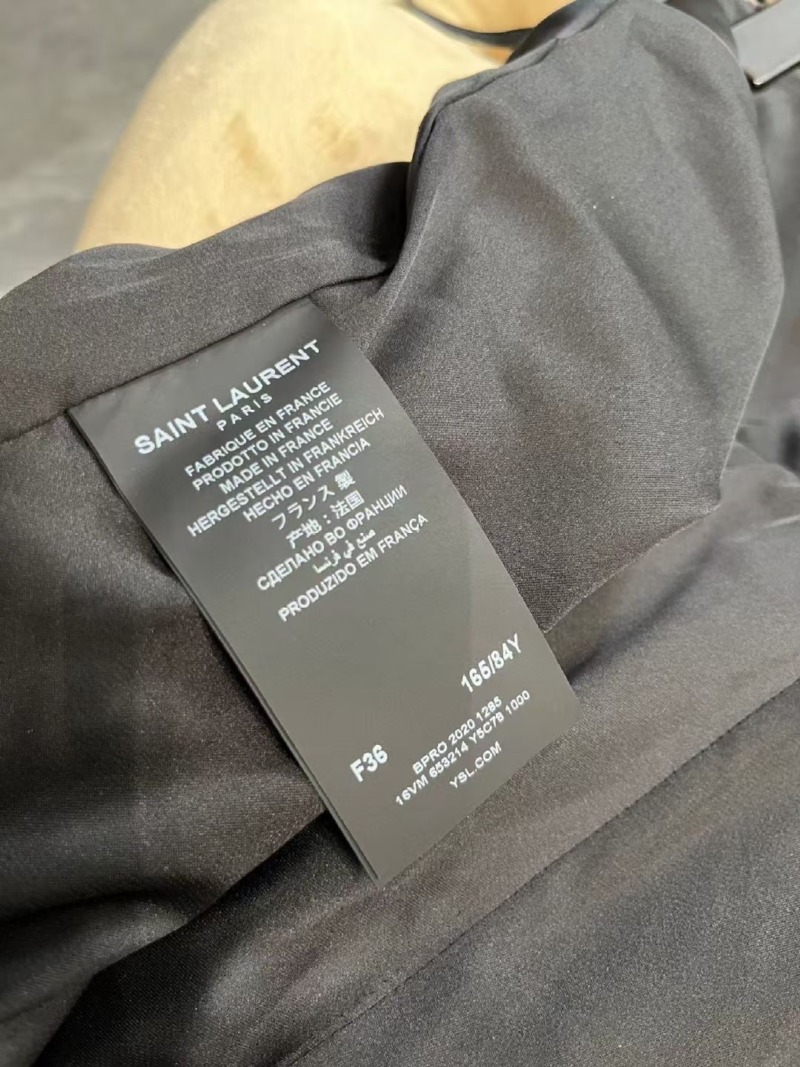 SAINT LAURENT
PARIS
FABRIQUE EN FRANCE
PRODOTTO IN FRANCIE
MADE IN FRANCE
HERGESTELLT IN FRANKREICH
HECHO EN FRANCIA
フランス 製
产地：法国
СДЕЛАНО ВО ФРАНЦИИ
صنع في فرنسا
PRODUZIDO EM FRANÇA
165/84Y
F36
BPRO 2020 1285
16VM 653214 Y5C78 1000
YSL.COM